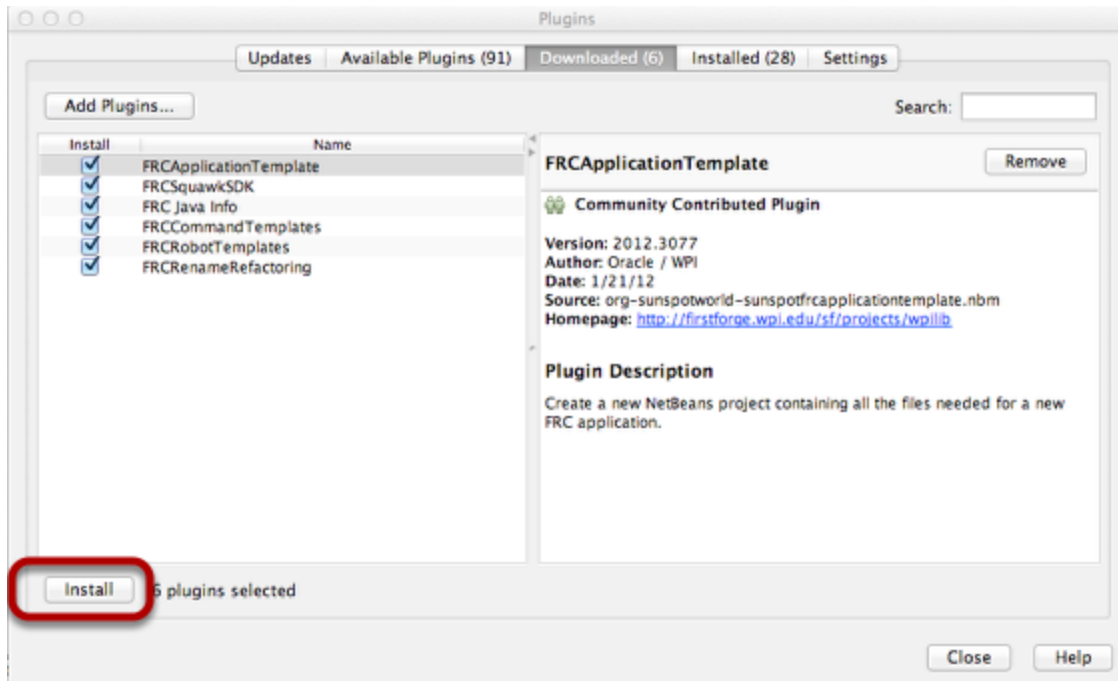 Plugins
Updates Available Plugins (91) Downloaded (6) Installed (28) Settings
Add Plugins... Search:
Install Name
FRCApplicationTemplate
FRCSquawkSDK
FRC Java Info
FRCCommandTemplates
FRCRobotTemplates
FRCRenameRefactoring
FRCApplicationTemplate Remove
Community Contributed Plugin
Version: 2012.3077
Author: Oracle / WPI
Date: 1/21/12
Source: org-sunspotworld-sunspotfrcapplicationtemplate.nbm
Homepage: http://firstforge.wpi.edu/sf/projects/wpilib
Plugin Description
Create a new NetBeans project containing all the files needed for a new
FRC application.
Install 6 plugins selected
Close Help